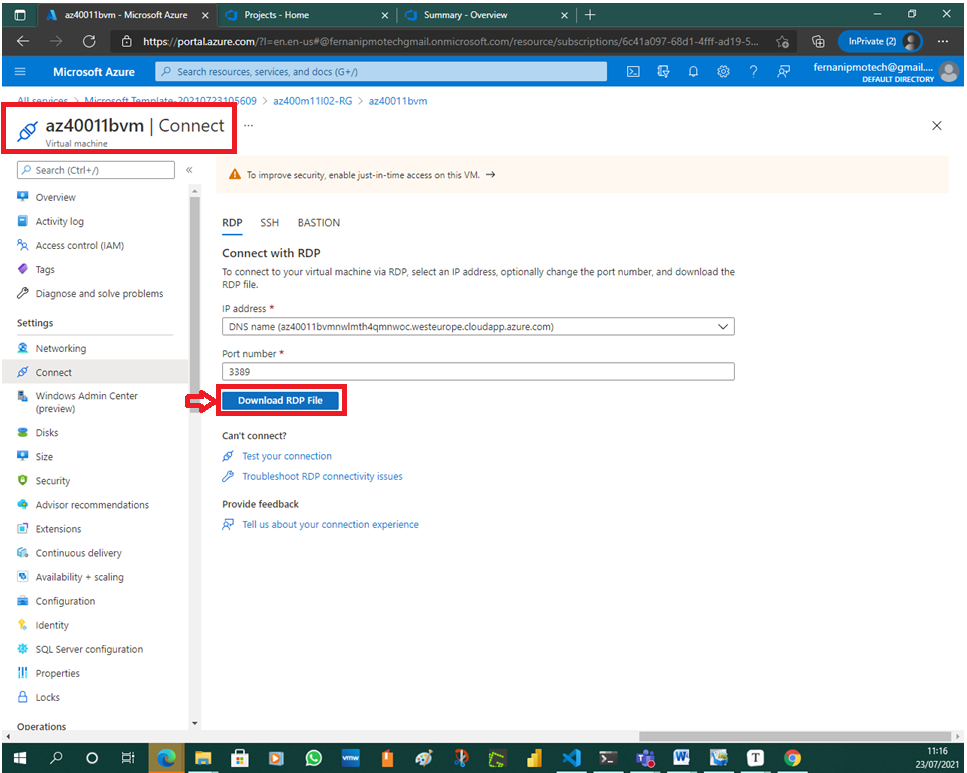 az40011bvm - Microsoft Azure
Projects - Home
Summary - Overview
https://portal.azure.com/?l=en.en-us#@fernanipmotechgmail.onmicrosoft.com/resource/subscriptions/6c41a097-68d1-4fff-ad19-5...
InPrivate (2)
Microsoft Azure
Search resources, services, and docs (G+/)
fernanipmotech@gmail....
DEFAULT DIRECTORY
All services > Microsoft.Template-20210723105609 > az400m11l02-RG > az40011bvm
az40011bvm | Connect ...
Virtual machine
Search (Ctrl+/)
«
Overview
Activity log
Access control (IAM)
Tags
Diagnose and solve problems
Settings
Networking
Connect
Windows Admin Center
(preview)
Disks
Size
Security
Advisor recommendations
Extensions
Continuous delivery
Availability + scaling
Configuration
Identity
SQL Server configuration
Properties
Locks
Operations
To improve security, enable just-in-time access on this VM. →
RDP SSH BASTION
Connect with RDP
To connect to your virtual machine via RDP, select an IP address, optionally change the port number, and download the
RDP file.
IP address *
DNS name (az40011bvmnwlmth4qmnwoc.westeurope.cloudapp.azure.com)
Port number *
3389
Download RDP File
Can't connect?
Test your connection
Troubleshoot RDP connectivity issues
Provide feedback
Tell us about your connection experience
vmw
T
11:16
23/07/2021